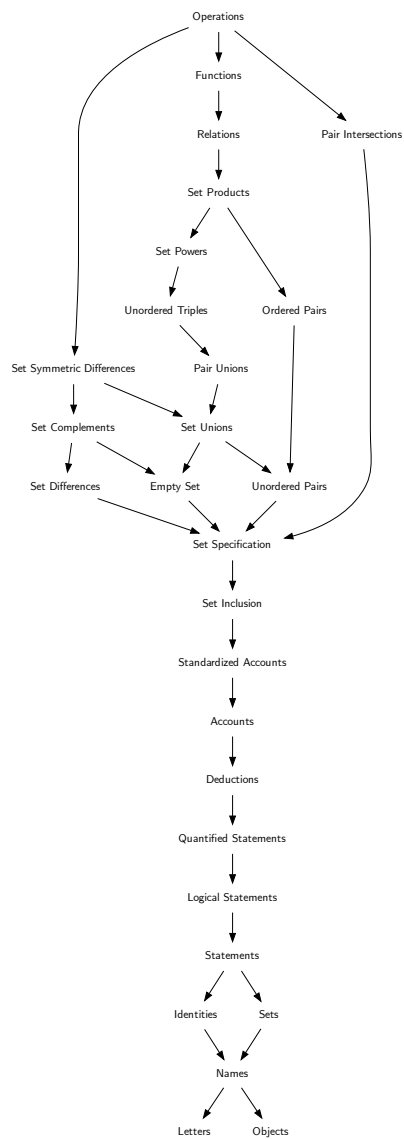 Operations
Functions
Relations
Pair Intersections
Set Products
Set Powers
Unordered Triples
Ordered Pairs
Set Symmetric Differences
Pair Unions
Set Complements
Set Unions
Set Differences
Empty Set
Unordered Pairs
Set Specification
Set Inclusion
Standardized Accounts
Accounts
Deductions
Quantified Statements
Logical Statements
Statements
Identities
Sets
Names
Letters
Objects